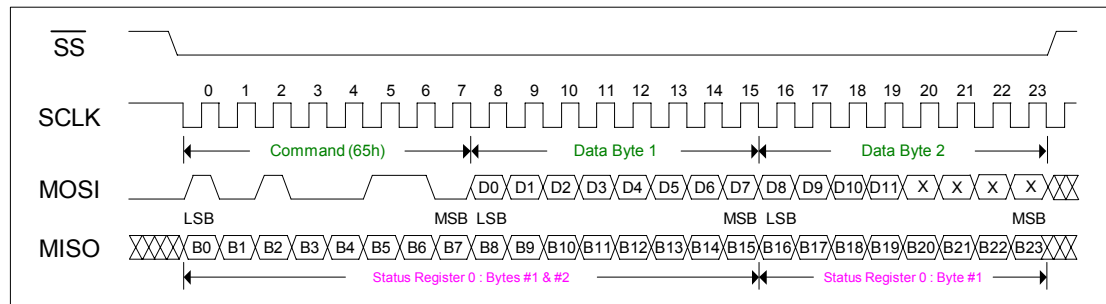 SS
0 1 2 3 4 5 6 7 8 9 10 11 12 13 14 15 16 17 18 19 20 21 22 23
SCLK
Command (65h) Data Byte 1 Data Byte 2
MOSI D0 D1 D2 D3 D4 D5 D6 D7 D8 D9 D10 D11 X X X X
LSB MSB LSB MSB LSB MSB
MISO B0 B1 B2 B3 B4 B5 B6 B7 B8 B9 B10 B11 B12 B13 B14 B15 B16 B17 B18 B19 B20 B21 B22 B23
Status Register 0 : Bytes #1 & #2 Status Register 0 : Byte #1